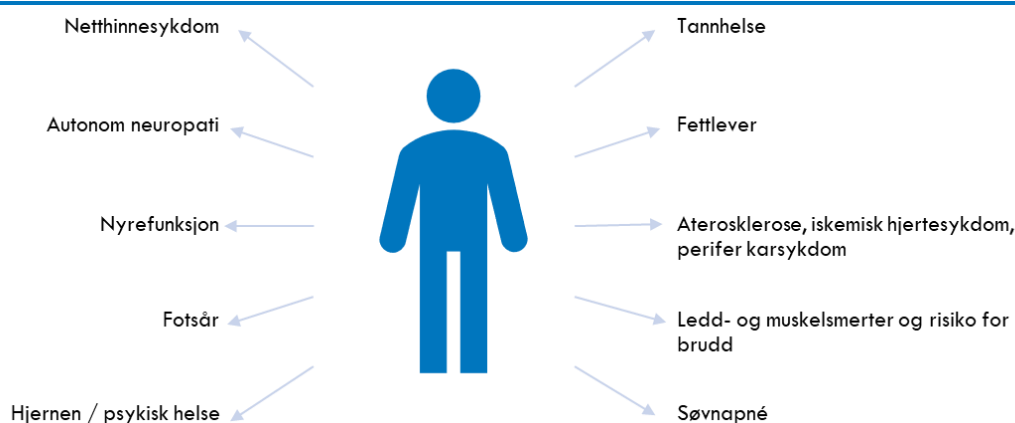 Netthinnesykdom
Tannhelse
Autonom neuropati
Fettlever
Nyrefunksjon
Aterosklerose, iskemisk hjertesykdom,
perifer karsykdom
Fotsår
Ledd- og muskelsmerter og risiko for
brudd
Hjernen / psykisk helse
Søvnapné